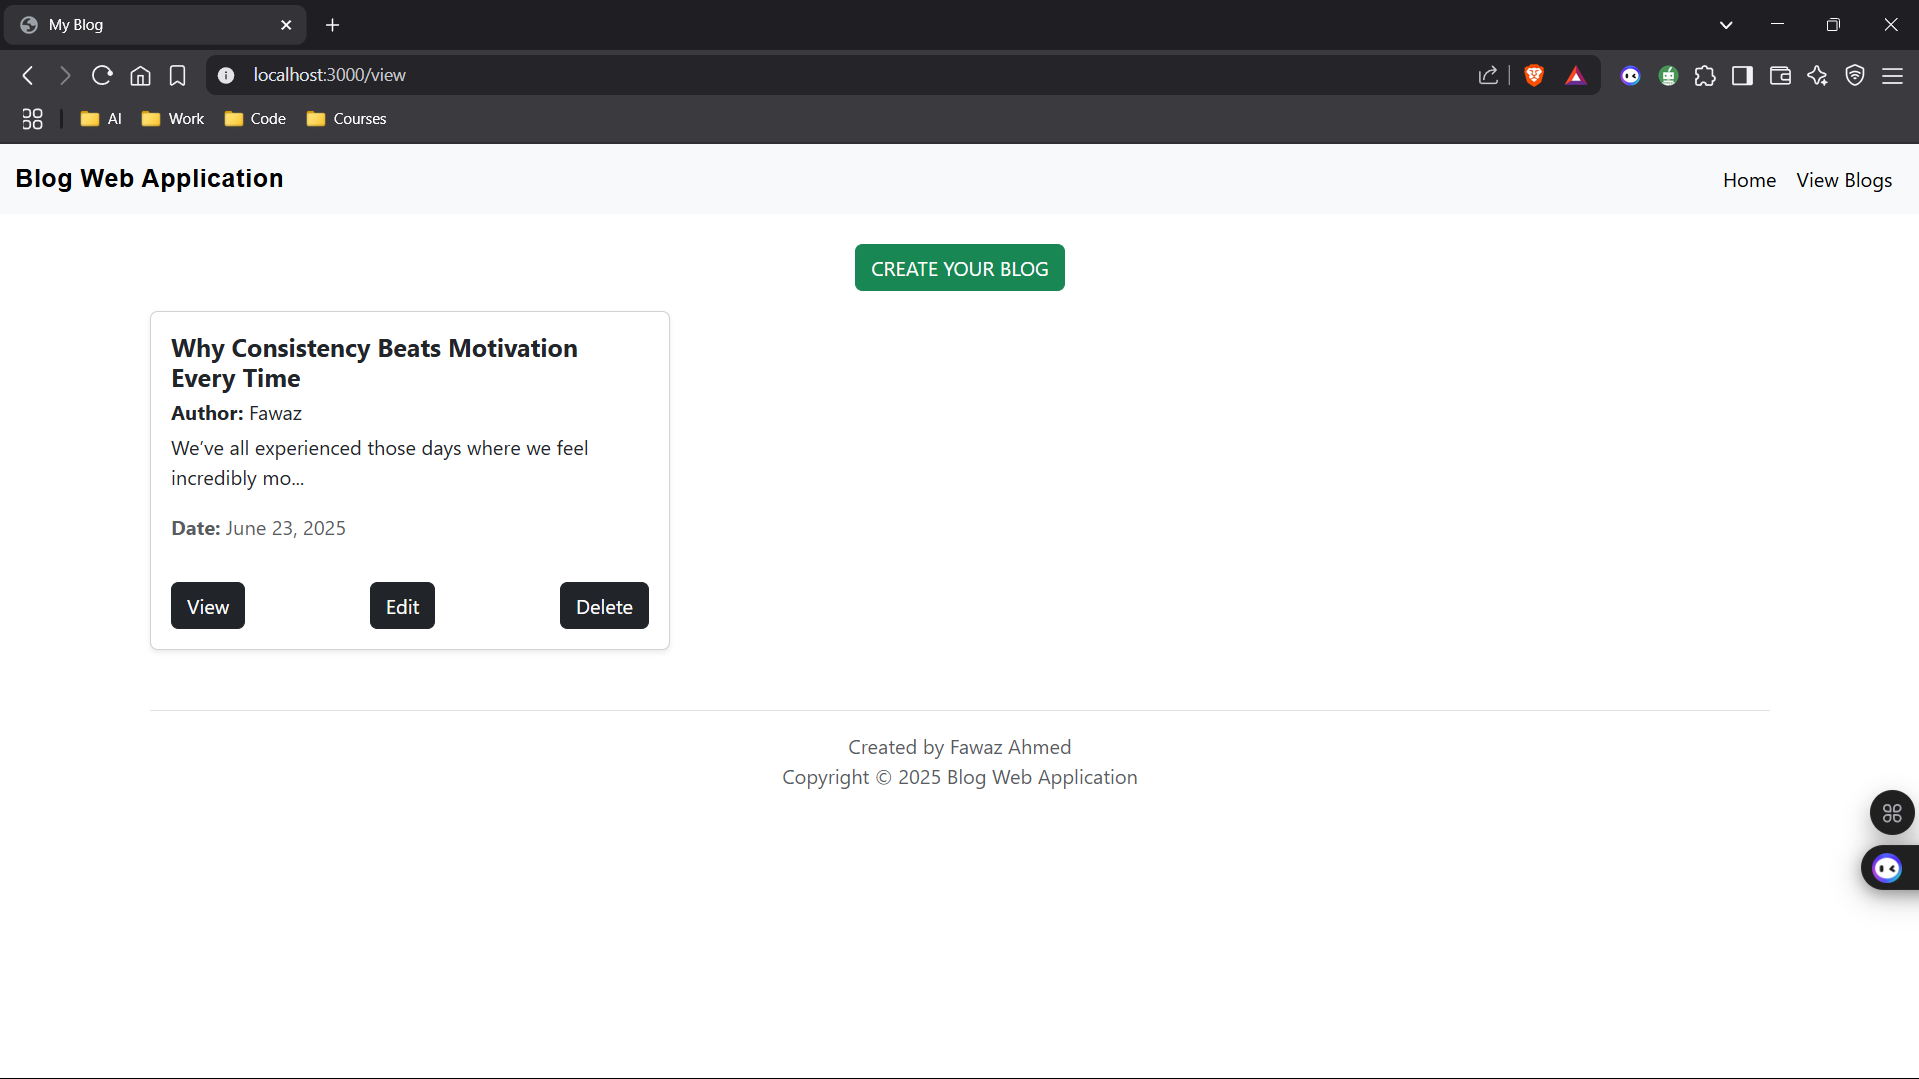 My Blog
localhost:3000/view
AI Work Code Courses
Blog Web Application
Home View Blogs
CREATE YOUR BLOG
Why Consistency Beats Motivation
Every Time
Author: Fawaz
We’ve all experienced those days where we feel
incredibly mo...
Date: June 23, 2025
View Edit Delete
Created by Fawaz Ahmed
Copyright © 2025 Blog Web Application